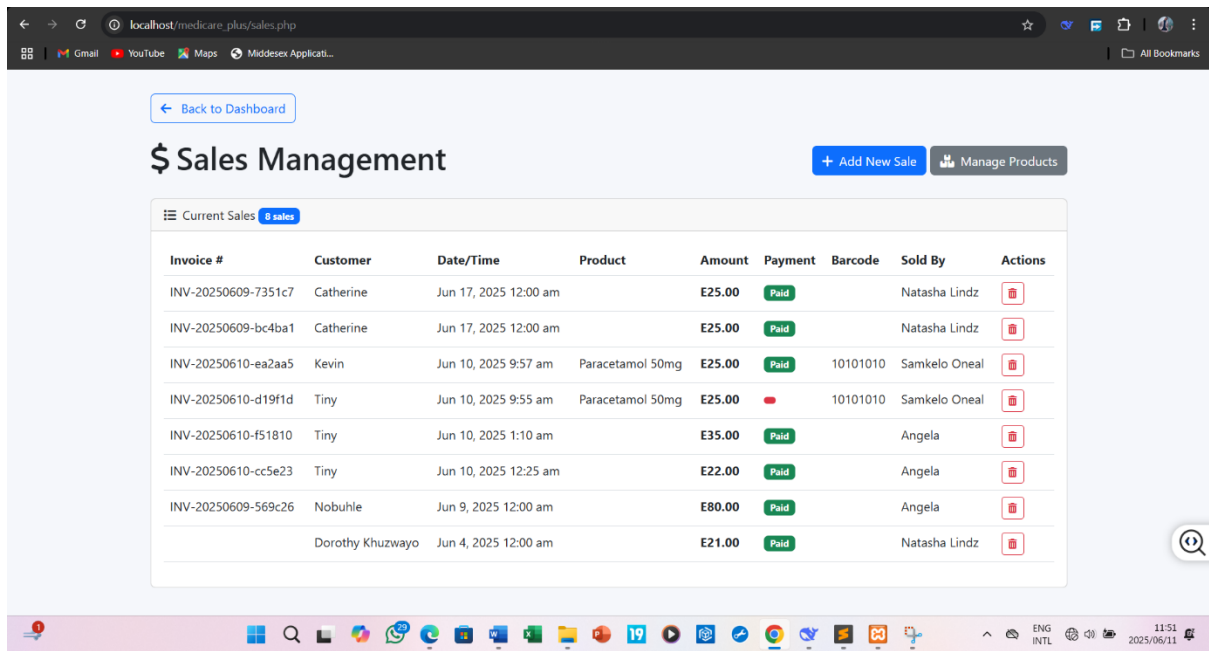 localhost/medicare_plus/sales.php
Gmail YouTube Maps Middesex Applicati... All Bookmarks
← Back to Dashboard
$ Sales Management
+ Add New Sale Manage Products
Current Sales 8 sales
Invoice # Customer Date/Time Product Amount Payment Barcode Sold By Actions
INV-20250609-7351c7 Catherine Jun 17, 2025 12:00 am E25.00 Paid Natasha Lindz
INV-20250609-bc4ba1 Catherine Jun 17, 2025 12:00 am E25.00 Paid Natasha Lindz
INV-20250610-ea2aa5 Kevin Jun 10, 2025 9:57 am Paracetamol 50mg E25.00 Paid 10101010 Samkelo Oneal
INV-20250610-d19f1d Tiny Jun 10, 2025 9:55 am Paracetamol 50mg E25.00 10101010 Samkelo Oneal
INV-20250610-f51810 Tiny Jun 10, 2025 1:10 am E35.00 Paid Angela
INV-20250610-cc5e23 Tiny Jun 10, 2025 12:25 am E22.00 Paid Angela
INV-20250609-569c26 Nobuhle Jun 9, 2025 12:00 am E80.00 Paid Angela
Dorothy Khuzwayo Jun 4, 2025 12:00 am E21.00 Paid Natasha Lindz
1 29 19 ENG 11:51
INTL 2025/06/11